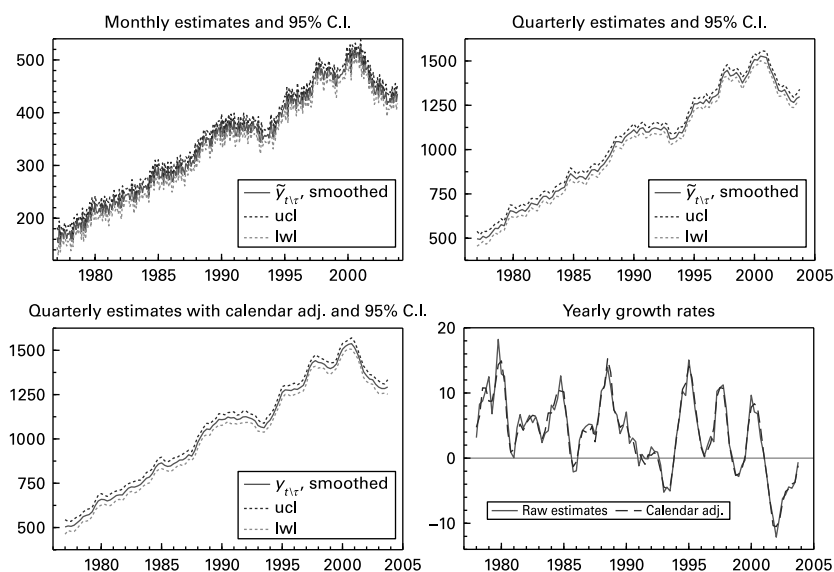 Monthly estimates and 95% C.I.
500
400
300
200
ỹt\τ, smoothed
ucl
lwl
1980 1985 1990 1995 2000
Quarterly estimates and 95% C.I.
1500
1250
1000
750
500
ỹt\τ, smoothed
ucl
lwl
1980 1985 1990 1995 2000 2005
Quarterly estimates with calendar adj. and 95% C.I.
1500
1250
1000
750
500
yt\τ, smoothed
ucl
lwl
1980 1985 1990 1995 2000 2005
Yearly growth rates
20
10
0
−10
Raw estimates Calendar adj.
1980 1985 1990 1995 2000 2005